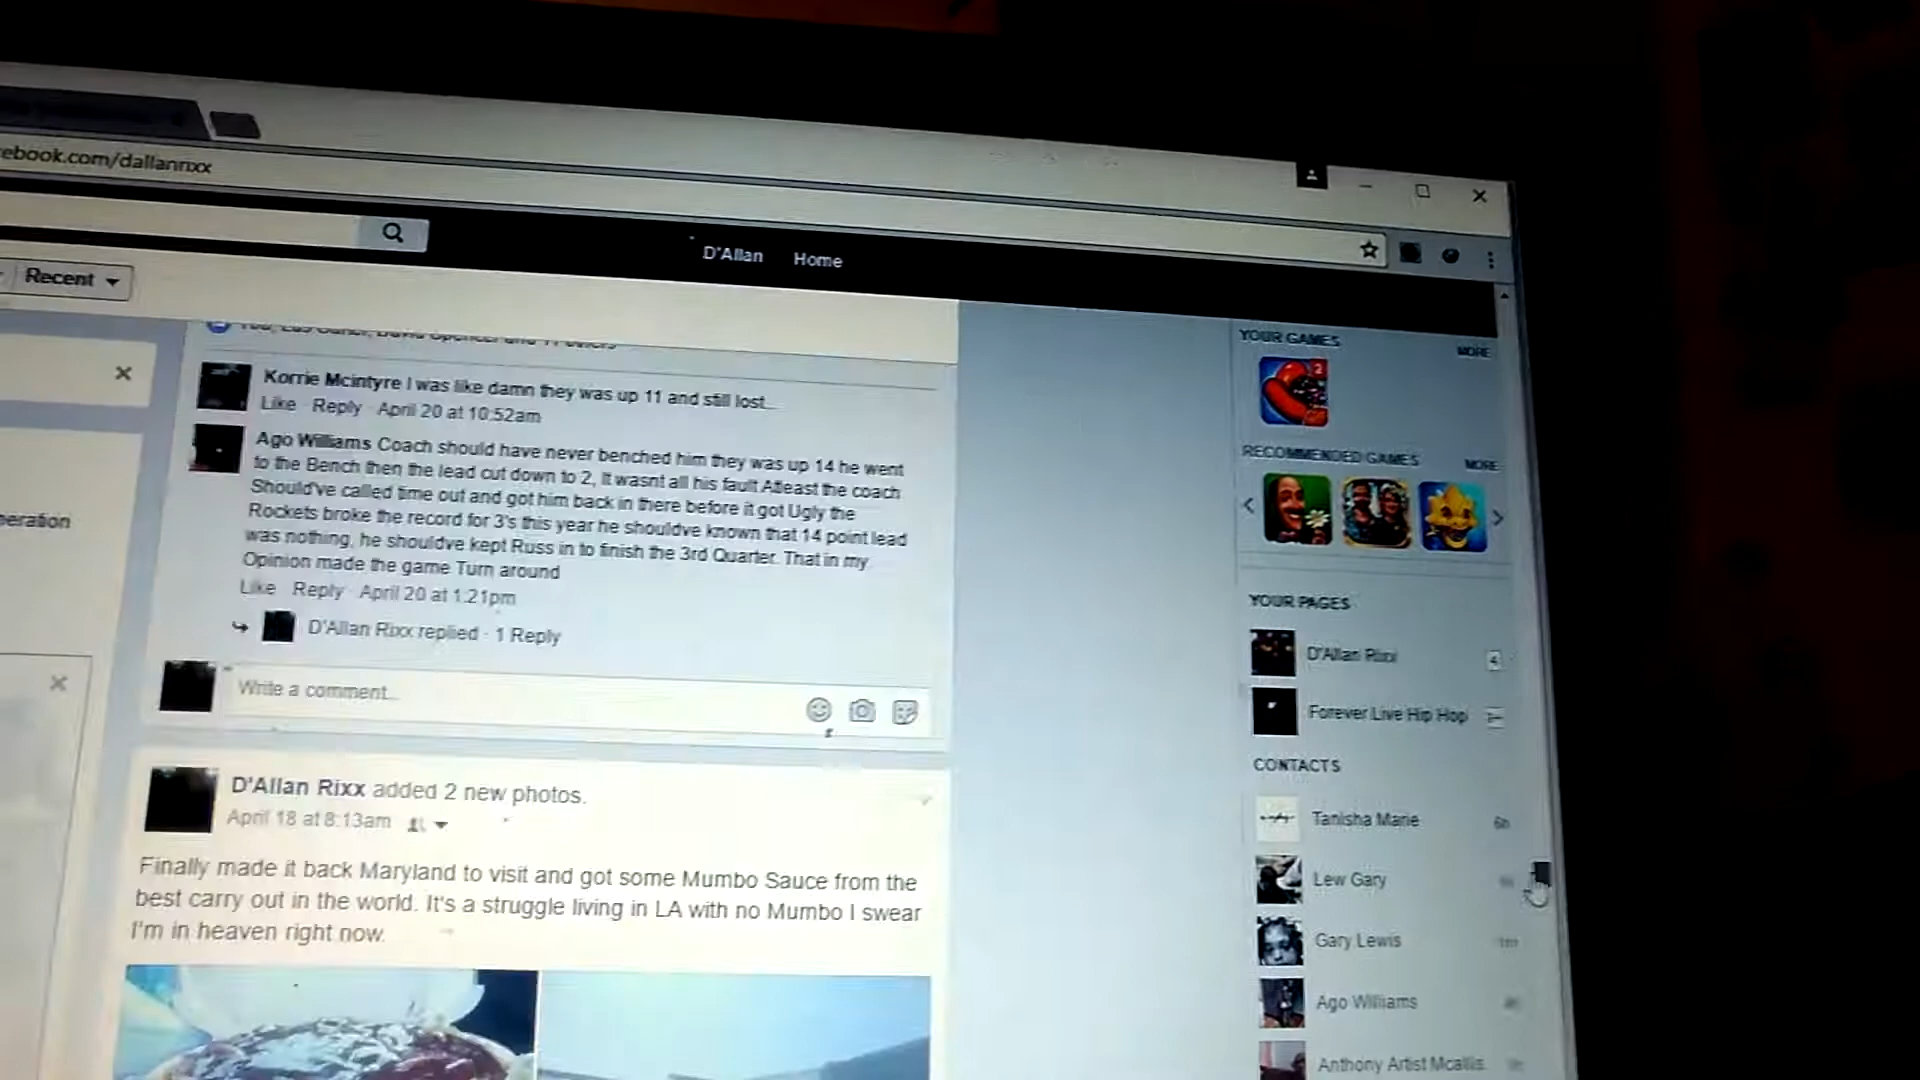 ebook.com/dallanrixx
D'Allan Home
Recent
Korrie Mcintyre I was like damn they was up 11 and still lost...
Like · Reply · April 20 at 10:52am
Ago Williams Coach should have never benched him they was up 14 he went
to the Bench then the lead cut down to 2, It wasnt all his fault Atleast the coach
Should've called time out and got him back in there before it got Ugly the
Rockets broke the record for 3's this year he shouldve known that 14 point lead
was nothing, he shouldve kept Russ in to finish the 3rd Quarter. That in my
Opinion made the game Turn around
Like · Reply · April 20 at 1:21pm
D'Allan Rixx replied · 1 Reply
Write a comment...
D'Allan Rixx added 2 new photos.
April 18 at 8:13am
Finally made it back Maryland to visit and got some Mumbo Sauce from the
best carry out in the world. It's a struggle living in LA with no Mumbo I swear
I'm in heaven right now.
peration
YOUR GAMES MORE
2
RECOMMENDED GAMES MORE
YOUR PAGES
D'Allan Rixx 4
Forever Live Hip Hop
CONTACTS
Tanisha Marie 6h
Lew Gary
Gary Lewis 1m
Ago Williams
Anthony Artist Mcallis